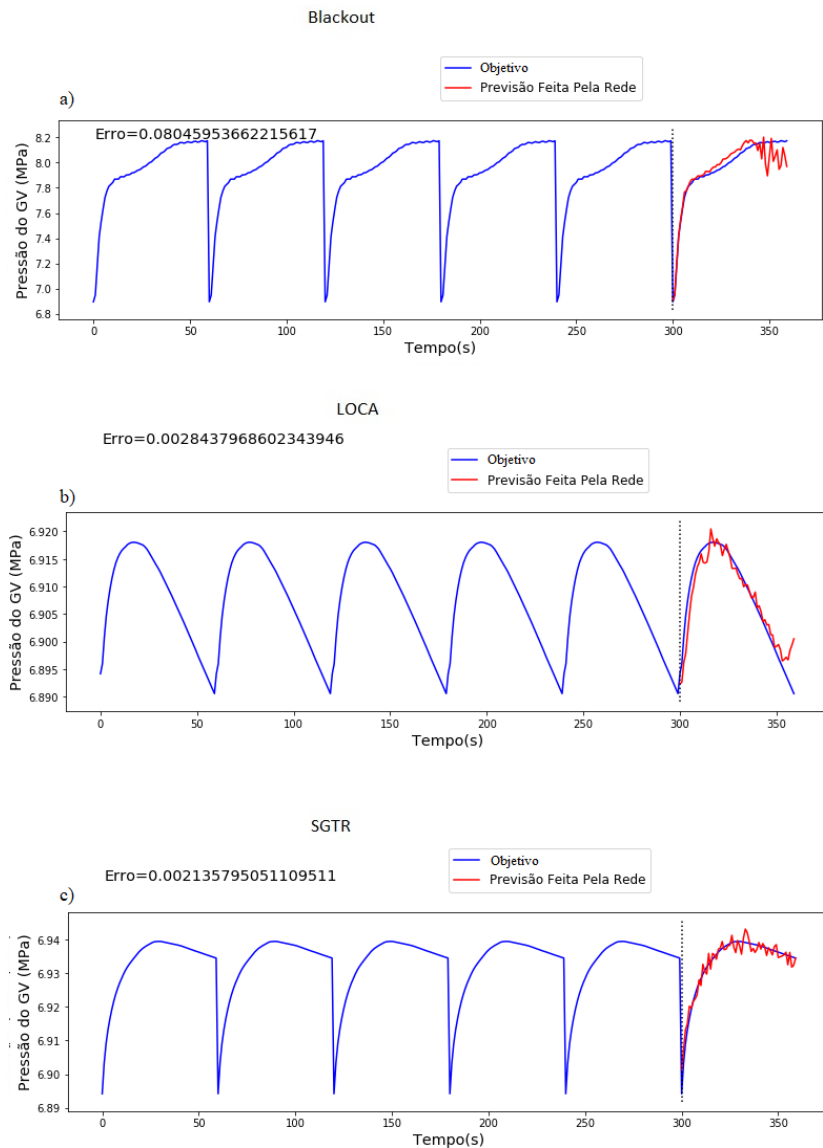 Blackout
Objetivo
Previsão Feita Pela Rede
a)
Erro=0.08045953662215617
Pressão do GV (MPa)
8.2
8.0
7.8
7.6
7.4
7.2
7.0
6.8
0 50 100 150 200 250 300 350
Tempo(s)
LOCA
Erro=0.0028437968602343946
Objetivo
Previsão Feita Pela Rede
b)
Pressão do GV (MPa)
6.920
6.915
6.910
6.905
6.900
6.895
6.890
0 50 100 150 200 250 300 350
Tempo(s)
SGTR
Objetivo
Erro=0.002135795051109511
Previsão Feita Pela Rede
c)
Pressão do GV (MPa)
6.94
6.93
6.92
6.91
6.90
6.89
0 50 100 150 200 250 300 350
Tempo(s)